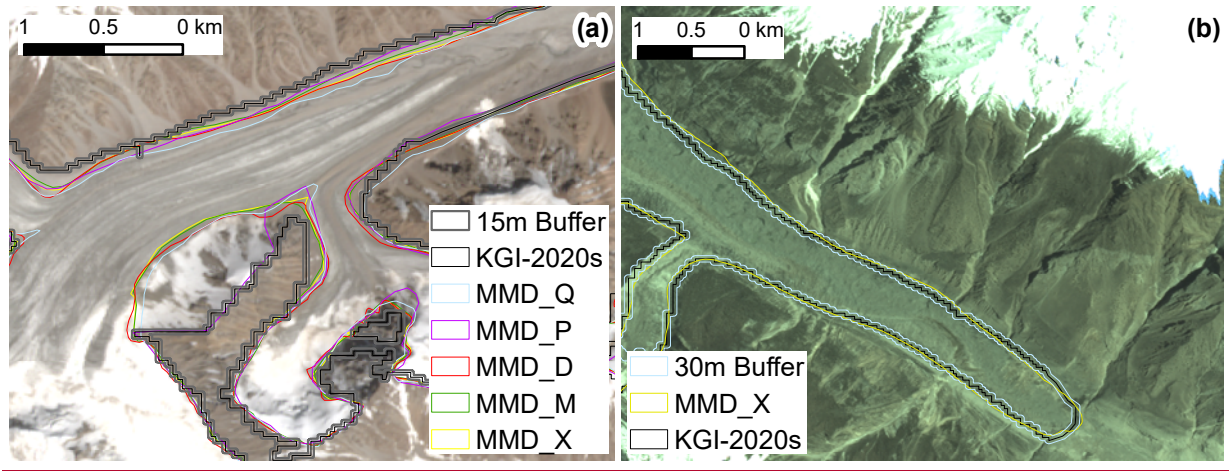 1 0.5 0 km
(a)
15m Buffer
KGI-2020s
MMD_Q
MMD_P
MMD_D
MMD_M
MMD_X
1 0.5 0 km
(b)
30m Buffer
MMD_X
KGI-2020s